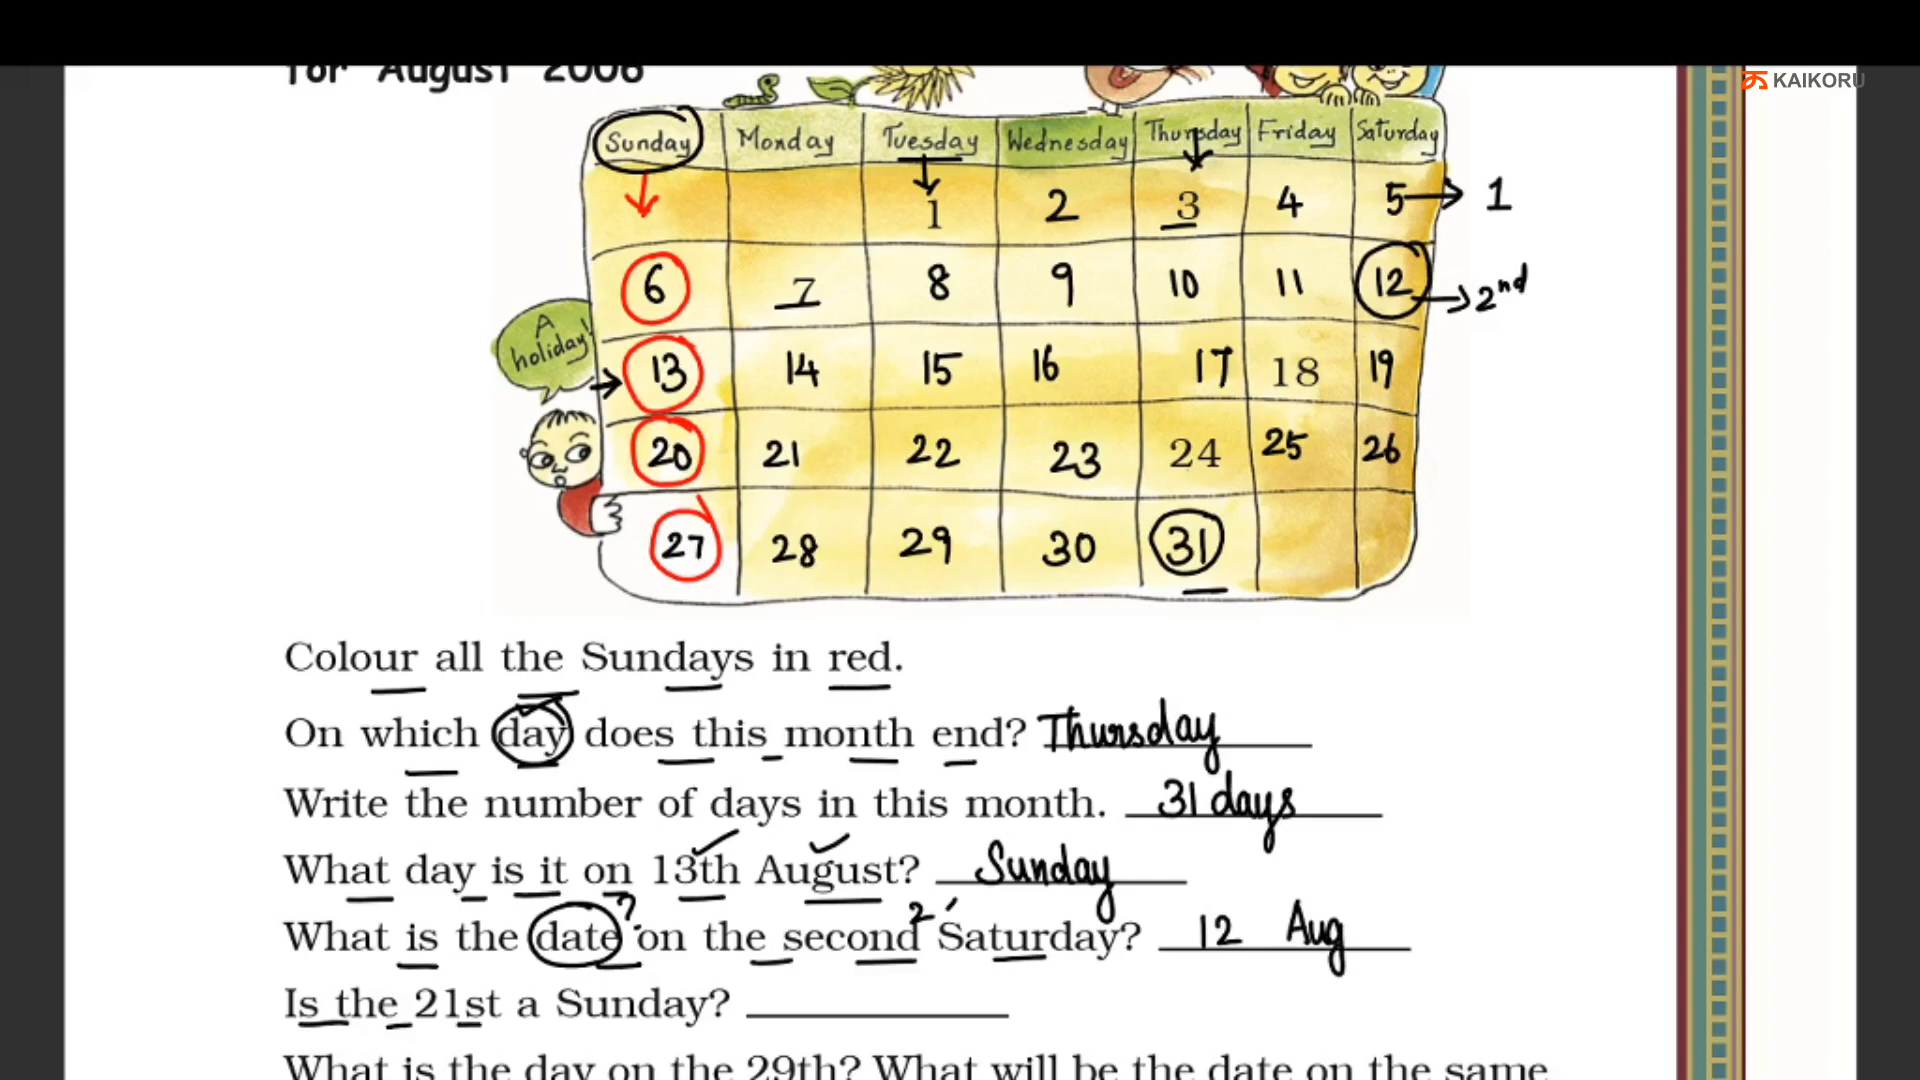 for August 2006
KAIKORU
Sunday Monday Tuesday Wednesday Thursday Friday Saturday
1 2 3 4 5 → 1
6 7 8 9 10 11 12 → 2nd
A holiday!
13 14 15 16 17 18 19
20 21 22 23 24 25 26
27 28 29 30 31
Colour all the Sundays in red.
On which day does this month end? Thursday
Write the number of days in this month. 31 days
What day is it on 13th August? Sunday
What is the date ? on the second 2 Saturday? 12 Aug
Is the 21st a Sunday?
What is the day on the 29th? What will be the date on the same